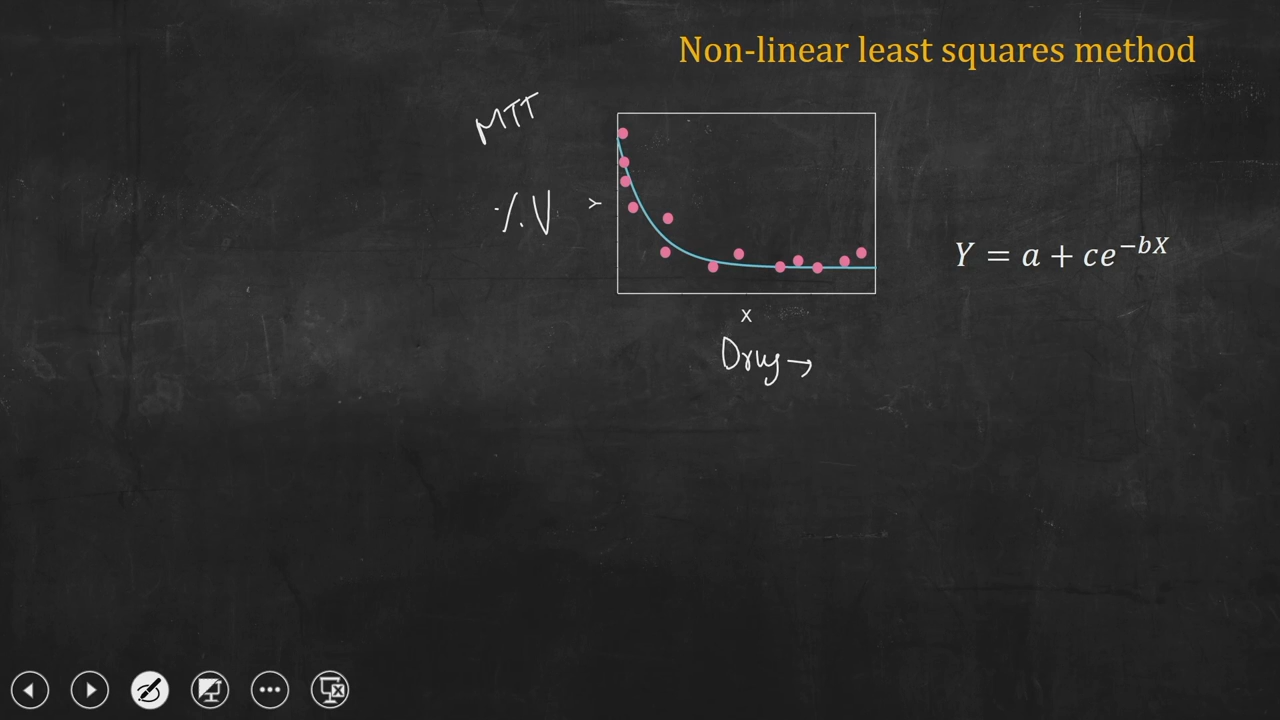 Non-linear least squares method
MTT
%V
Y
Y = a + ce^{-bX}
X
Drug →